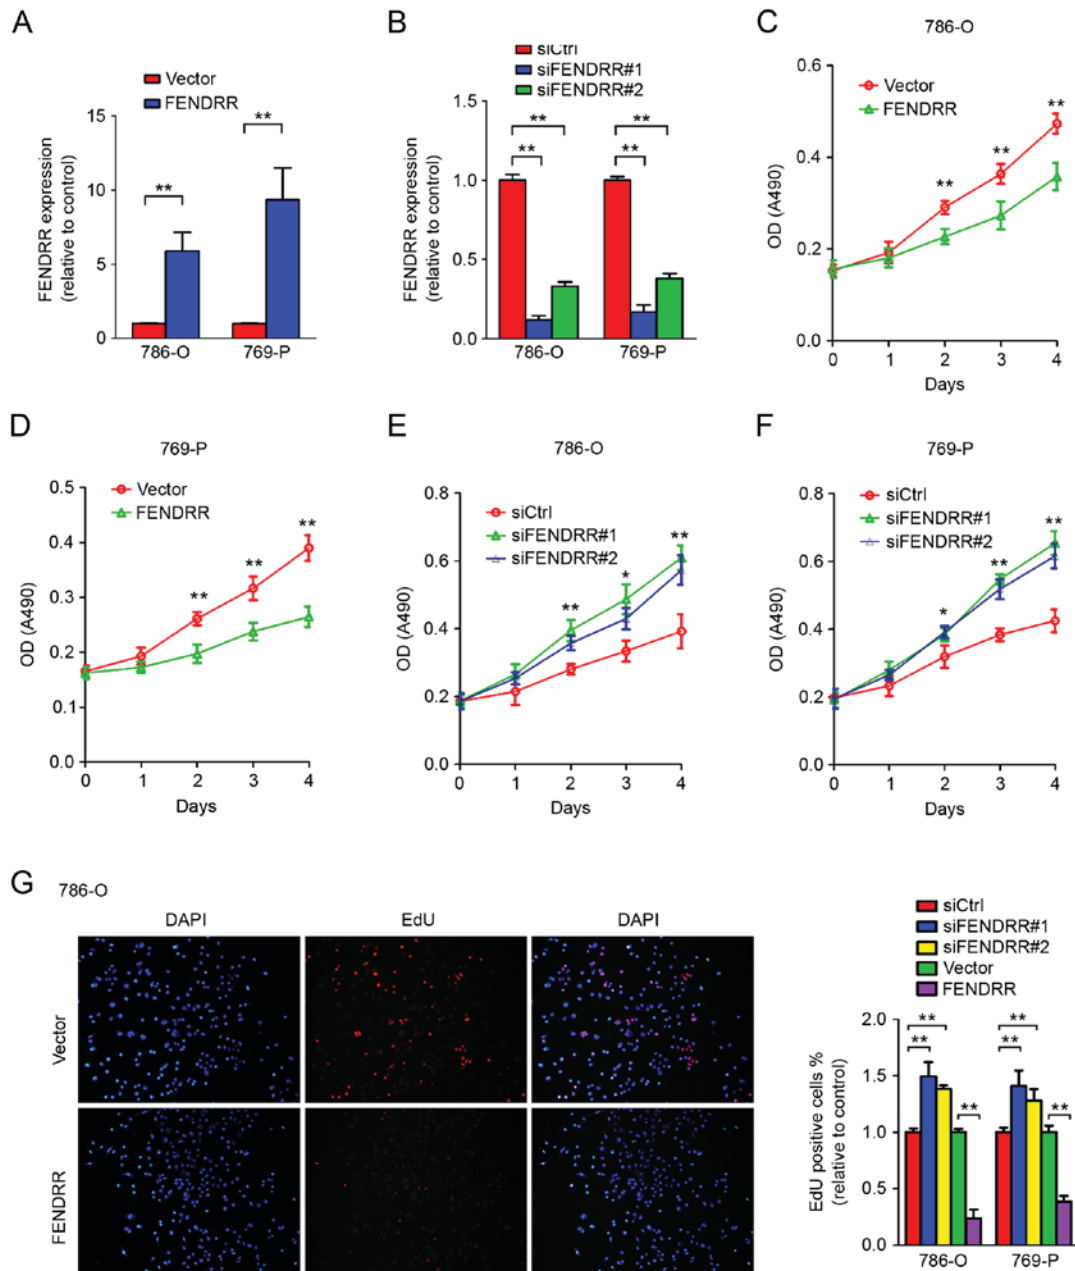 A
Vector
FENDRR
FENDRR expression
(relative to control)
15
10
5
0
**
**
786-O
769-P
B
siCtrl
siFENDRR#1
siFENDRR#2
FENDRR expression
(relative to control)
1.5
1.0
0.5
0.0
**
**
**
**
786-O
769-P
C
786-O
Vector
FENDRR
OD (A490)
0.6
0.4
0.2
0.0
**
**
**
0 1 2 3 4
Days
D
769-P
Vector
FENDRR
OD (A490)
0.5
0.4
0.3
0.2
0.1
0.0
**
**
**
0 1 2 3 4
Days
E
786-O
siCtrl
siFENDRR#1
siFENDRR#2
OD (A490)
0.8
0.6
0.4
0.2
0.0
**
*
**
0 1 2 3 4
Days
F
769-P
siCtrl
siFENDRR#1
siFENDRR#2
OD (A490)
0.8
0.6
0.4
0.2
0.0
*
**
**
0 1 2 3 4
Days
G
786-O
DAPI EdU DAPI
Vector
FENDRR
siCtrl
siFENDRR#1
siFENDRR#2
Vector
FENDRR
EdU positive cells %
(relative to control)
2.0
1.5
1.0
0.5
0.0
**
**
**
**
**
**
786-O
769-P